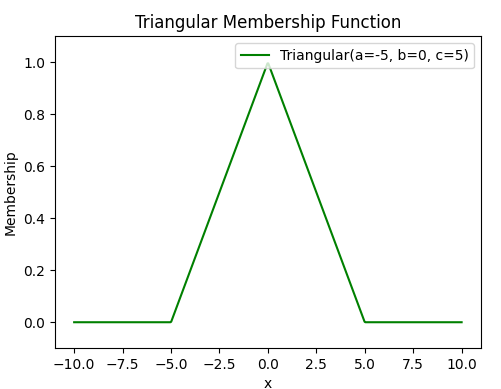 Triangular Membership Function
Triangular(a=-5, b=0, c=5)
1.0
0.8
0.6
0.4
0.2
0.0
Membership
−10.0 −7.5 −5.0 −2.5 0.0 2.5 5.0 7.5 10.0
x